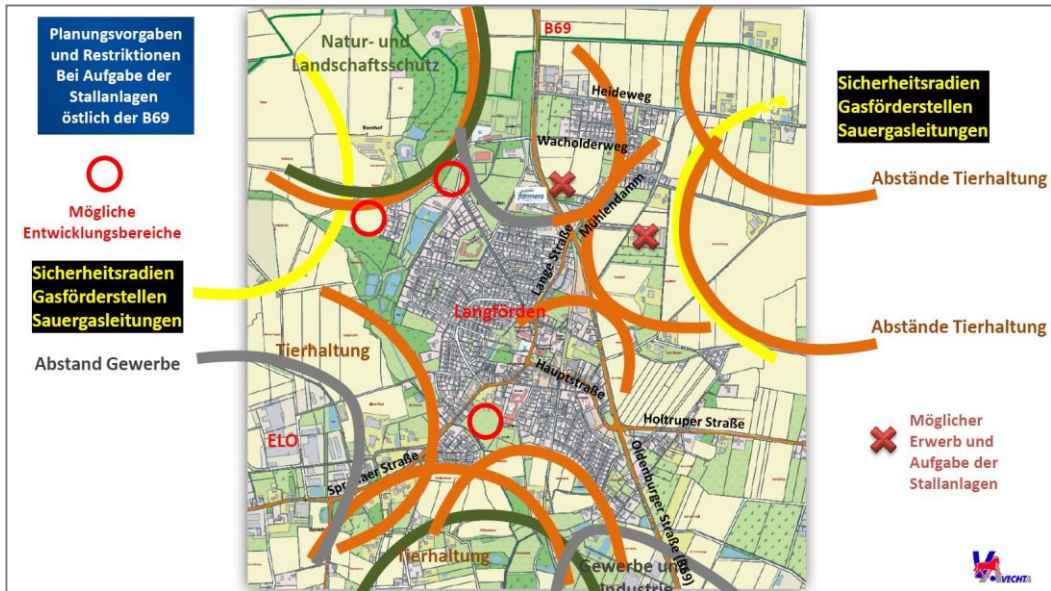 Planungsvorgaben
und Restriktionen
Bei Aufgabe der
Stallanlagen
östlich der B69
Mögliche
Entwicklungsbereiche
Sicherheitsradien
Gasförderstellen
Sauergasleitungen
Abstand Gewerbe
Natur- und
Landschaftsschutz
B69
Heideweg
Wacholderweg
Mühlendamm
Lange Straße
Langförden
Tierhaltung
Hauptstraße
Holtruper Straße
ELO
Oldenburger Straße (B69)
Tierhaltung
Gewerbe un
Industrie
Sicherheitsradien
Gasförderstellen
Sauergasleitungen
Abstände Tierhaltung
Abstände Tierhaltung
Möglicher
Erwerb und
Aufgabe der
Stallanlagen
VECHTA